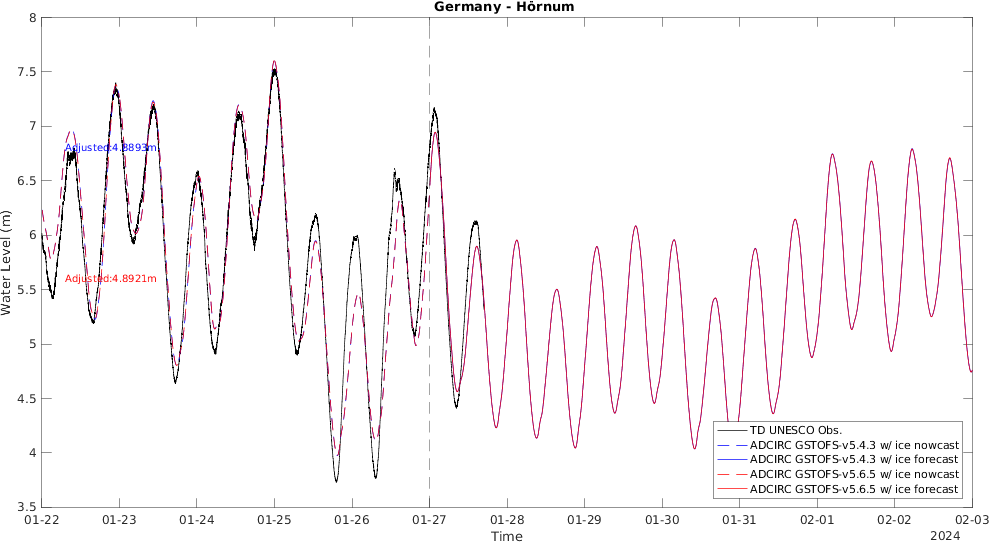 Germany - Hörnum
8
7.5
7
6.5
6
5.5
5
4.5
4
3.5
Water Level (m)
Adjusted:4.8893m
Adjusted:4.8921m
TD UNESCO Obs.
ADCIRC GSTOFS-v5.4.3 w/ ice nowcast
ADCIRC GSTOFS-v5.4.3 w/ ice forecast
ADCIRC GSTOFS-v5.6.5 w/ ice nowcast
ADCIRC GSTOFS-v5.6.5 w/ ice forecast
01-22 01-23 01-24 01-25 01-26 01-27 01-28 01-29 01-30 01-31 02-01 02-02 02-03
Time
2024